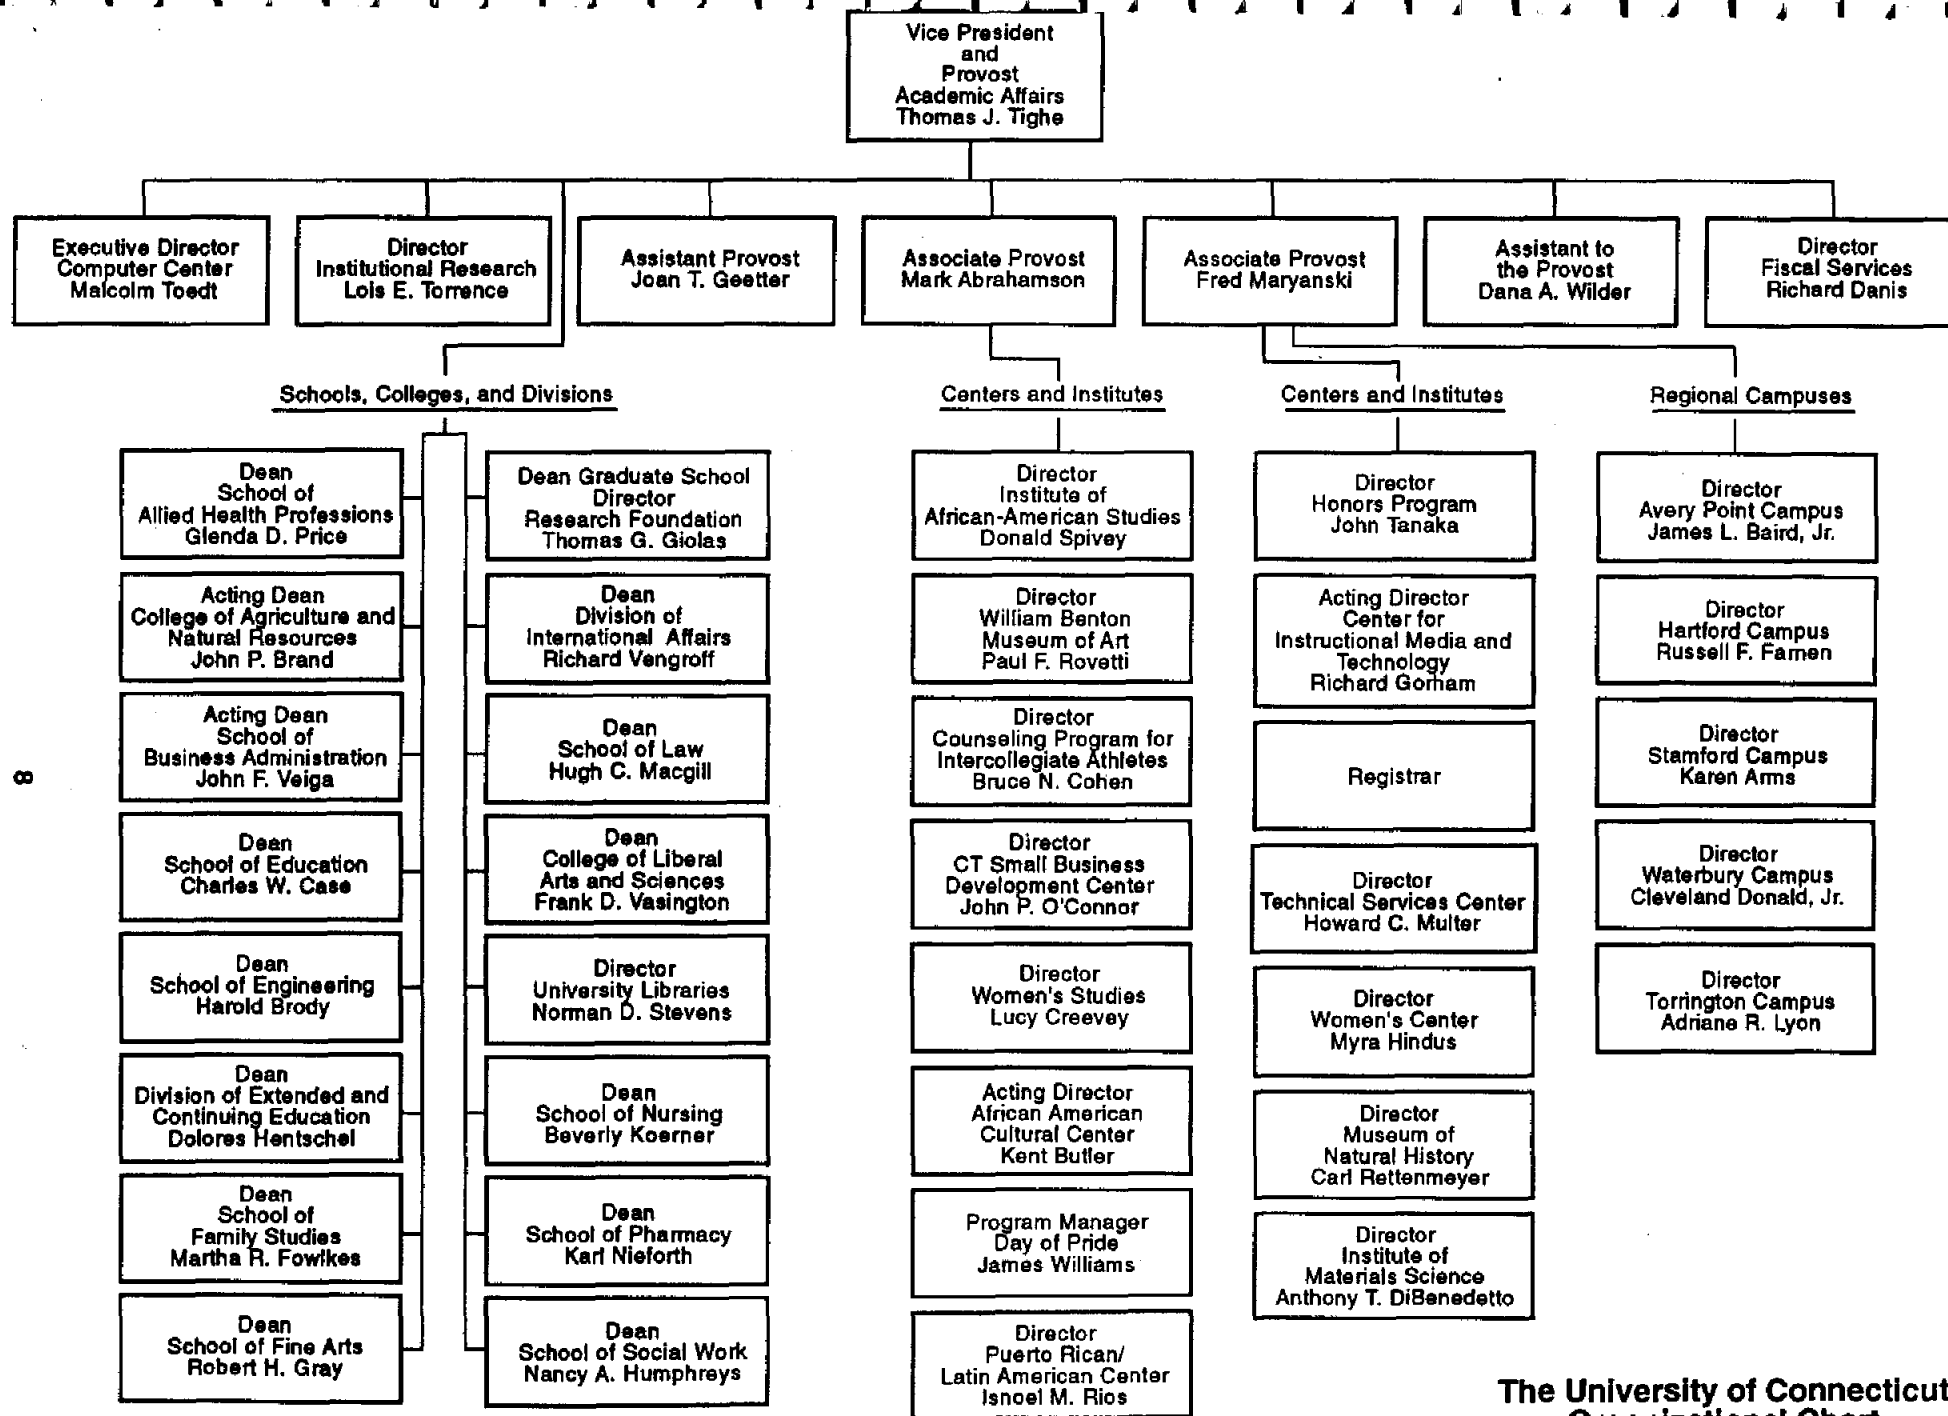 Vice President
and
Provost
Academic Affairs
Thomas J. Tighe
Executive Director
Computer Center
Malcolm Toedt
Director
Institutional Research
Lois E. Torrence
Assistant Provost
Joan T. Geetter
Associate Provost
Mark Abrahamson
Associate Provost
Fred Maryanski
Assistant to
the Provost
Dana A. Wilder
Director
Fiscal Services
Richard Danis
Schools, Colleges, and Divisions
Dean
School of
Allied Health Professions
Glenda D. Price
Acting Dean
College of Agriculture and
Natural Resources
John P. Brand
Acting Dean
School of
Business Administration
John F. Veiga
Dean
School of Education
Charles W. Case
Dean
School of Engineering
Harold Brody
Dean
Division of Extended and
Continuing Education
Dolores Hentschel
Dean
School of
Family Studies
Martha R. Fowlkes
Dean
School of Fine Arts
Robert H. Gray
Dean Graduate School
Director
Research Foundation
Thomas G. Giolas
Dean
Division of
International Affairs
Richard Vengroff
Dean
School of Law
Hugh C. Macgill
Dean
College of Liberal
Arts and Sciences
Frank D. Vasington
Director
University Libraries
Norman D. Stevens
Dean
School of Nursing
Beverly Koerner
Dean
School of Pharmacy
Karl Nieforth
Dean
School of Social Work
Nancy A. Humphreys
Centers and Institutes
Director
Institute of
African-American Studies
Donald Spivey
Director
William Benton
Museum of Art
Paul F. Rovetti
Director
Counseling Program for
Intercollegiate Athletes
Bruce N. Cohen
Director
CT Small Business
Development Center
John P. O'Connor
Director
Women's Studies
Lucy Creevey
Acting Director
African American
Cultural Center
Kent Butler
Program Manager
Day of Pride
James Williams
Director
Puerto Rican/
Latin American Center
Isnoel M. Rios
Centers and Institutes
Director
Honors Program
John Tanaka
Acting Director
Center for
Instructional Media and
Technology
Richard Gorham
Registrar
Director
Technical Services Center
Howard C. Multer
Director
Women's Center
Myra Hindus
Director
Museum of
Natural History
Carl Rettenmeyer
Director
Institute of
Materials Science
Anthony T. DiBenedetto
Regional Campuses
Director
Avery Point Campus
James L. Baird, Jr.
Director
Hartford Campus
Russell F. Farnen
Director
Stamford Campus
Karen Arms
Director
Waterbury Campus
Cleveland Donald, Jr.
Director
Torrington Campus
Adriane R. Lyon
8
The University of Connecticut